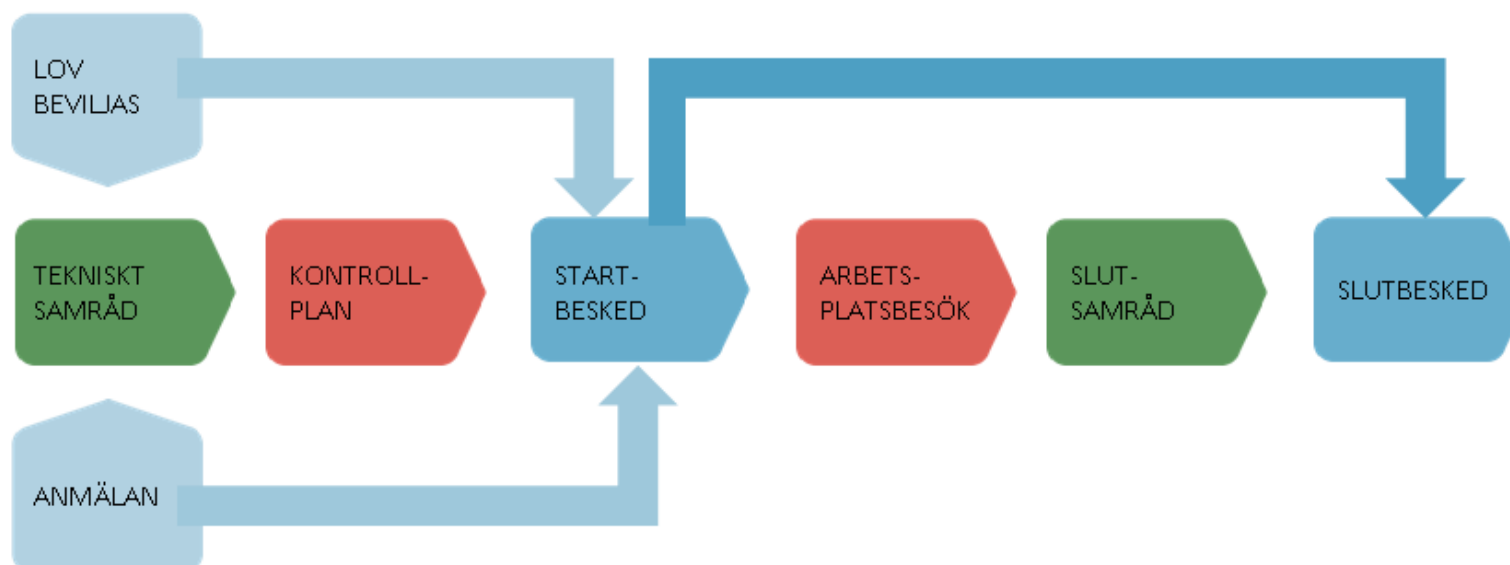 LOV
BEVILJAS
TEKNISKT
SAMRÅD
KONTROLL-
PLAN
START-
BESKED
ARBETS-
PLATSBESÖK
SLUT-
SAMRÅD
SLUTBESKED
ANMÄLAN